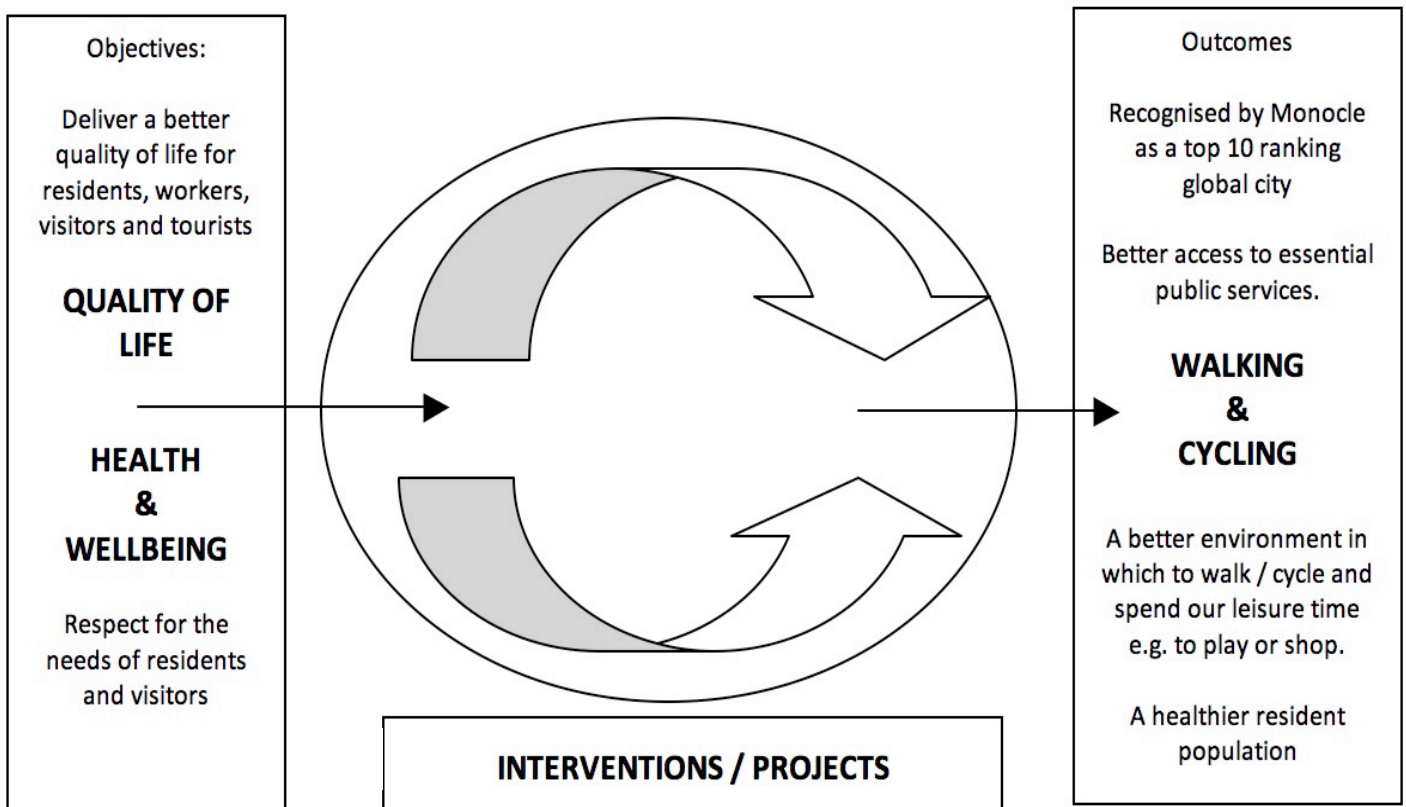 Objectives:
Deliver a better
quality of life for
residents, workers,
visitors and tourists
QUALITY OF
LIFE
HEALTH
&
WELLBEING
Respect for the
needs of residents
and visitors
INTERVENTIONS / PROJECTS
Outcomes
Recognised by Monocle
as a top 10 ranking
global city
Better access to essential
public services.
WALKING
&
CYCLING
A better environment in
which to walk / cycle and
spend our leisure time
e.g. to play or shop.
A healthier resident
population